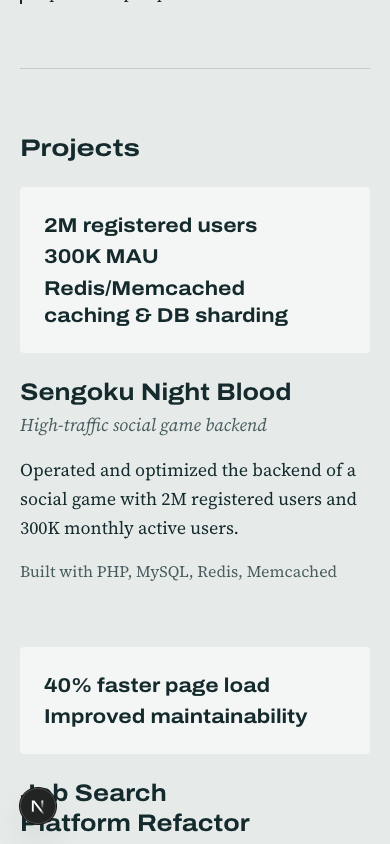 Projects
2M registered users
300K MAU
Redis/Memcached
caching & DB sharding
Sengoku Night Blood
High-traffic social game backend
Operated and optimized the backend of a
social game with 2M registered users and
300K monthly active users.
Built with PHP, MySQL, Redis, Memcached
40% faster page load
Improved maintainability
Job Search
Platform Refactor
N